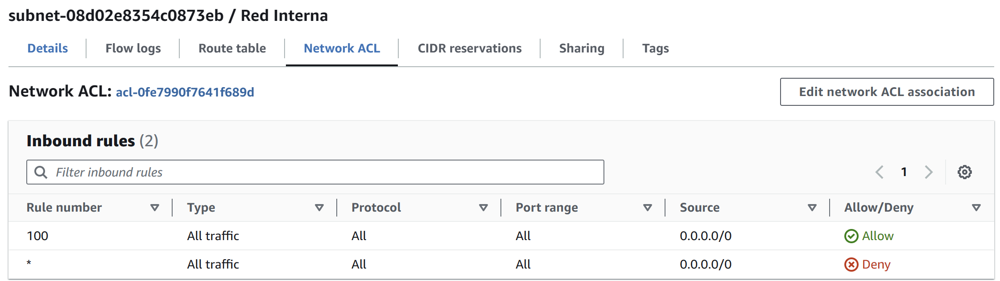 subnet-08d02e8354c0873eb / Red Interna
Details Flow logs Route table Network ACL CIDR reservations Sharing Tags
Network ACL: acl-0fe7990f7641f689d Edit network ACL association
Inbound rules (2)
Filter inbound rules 1
Rule number Type Protocol Port range Source Allow/Deny
100 All traffic All All 0.0.0.0/0 Allow
* All traffic All All 0.0.0.0/0 Deny